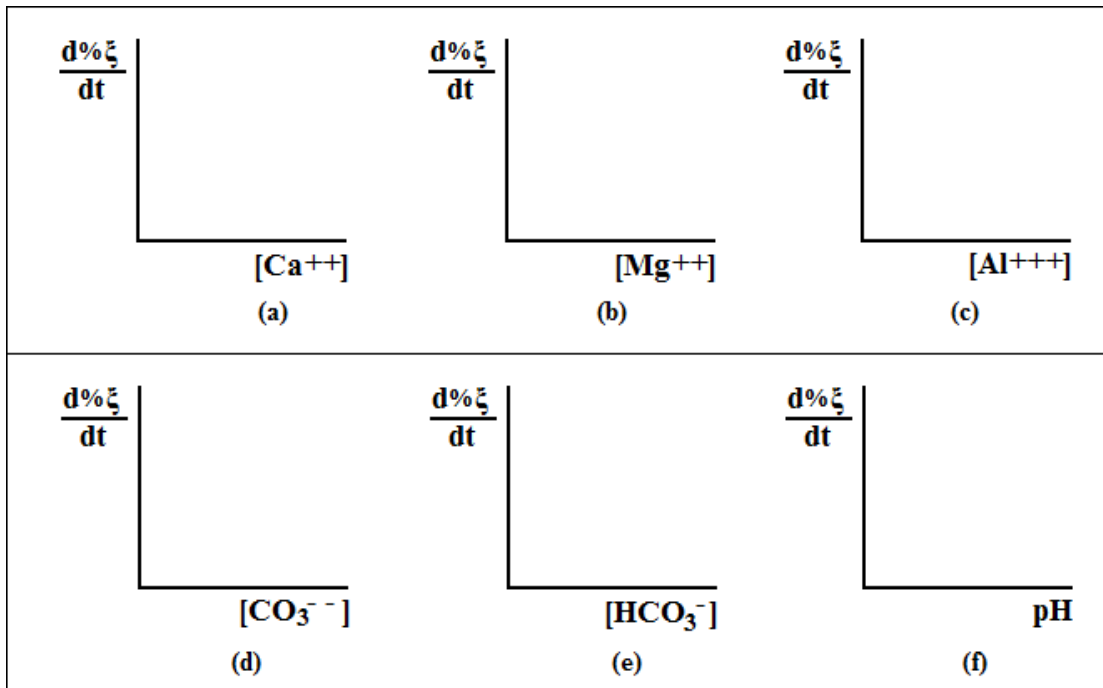 d%ξ
dt
[Ca++]
(a)
d%ξ
dt
[Mg++]
(b)
d%ξ
dt
[Al+++]
(c)
d%ξ
dt
[CO₃⁻ ⁻]
(d)
d%ξ
dt
[HCO₃⁻]
(e)
d%ξ
dt
pH
(f)